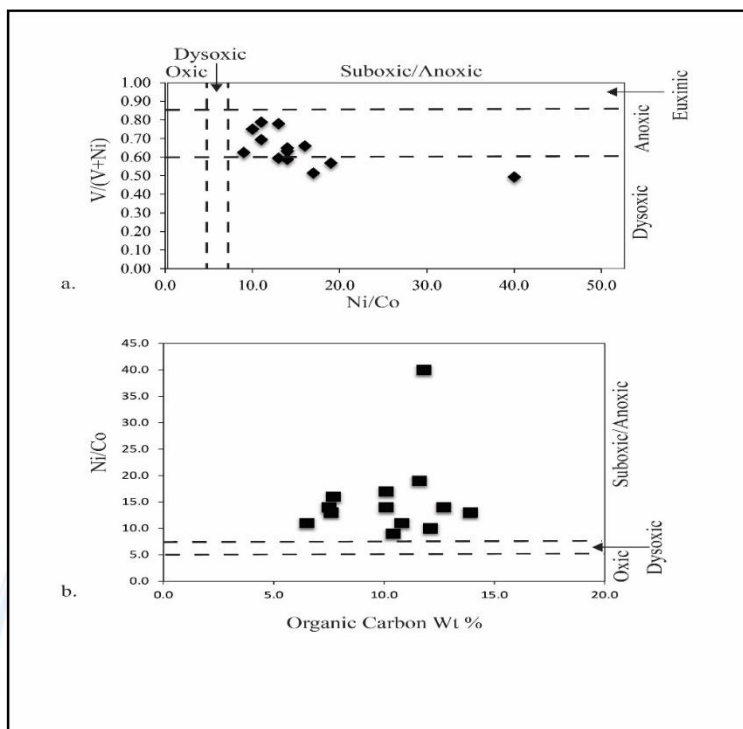 Dysoxic
Oxic
Suboxic/Anoxic
1.00
0.90
0.80
0.70
0.60
0.50
0.40
0.30
0.20
0.10
0.00
V/(V+Ni)
Euxinic
Anoxic
Dysoxic
0.0 10.0 20.0 30.0 40.0 50.0
a.
Ni/Co
45.0
40.0
35.0
30.0
25.0
20.0
15.0
10.0
5.0
0.0
Ni/Co
Suboxic/Anoxic
Oxic
Dysoxic
0.0 5.0 10.0 15.0 20.0
b.
Organic Carbon Wt %